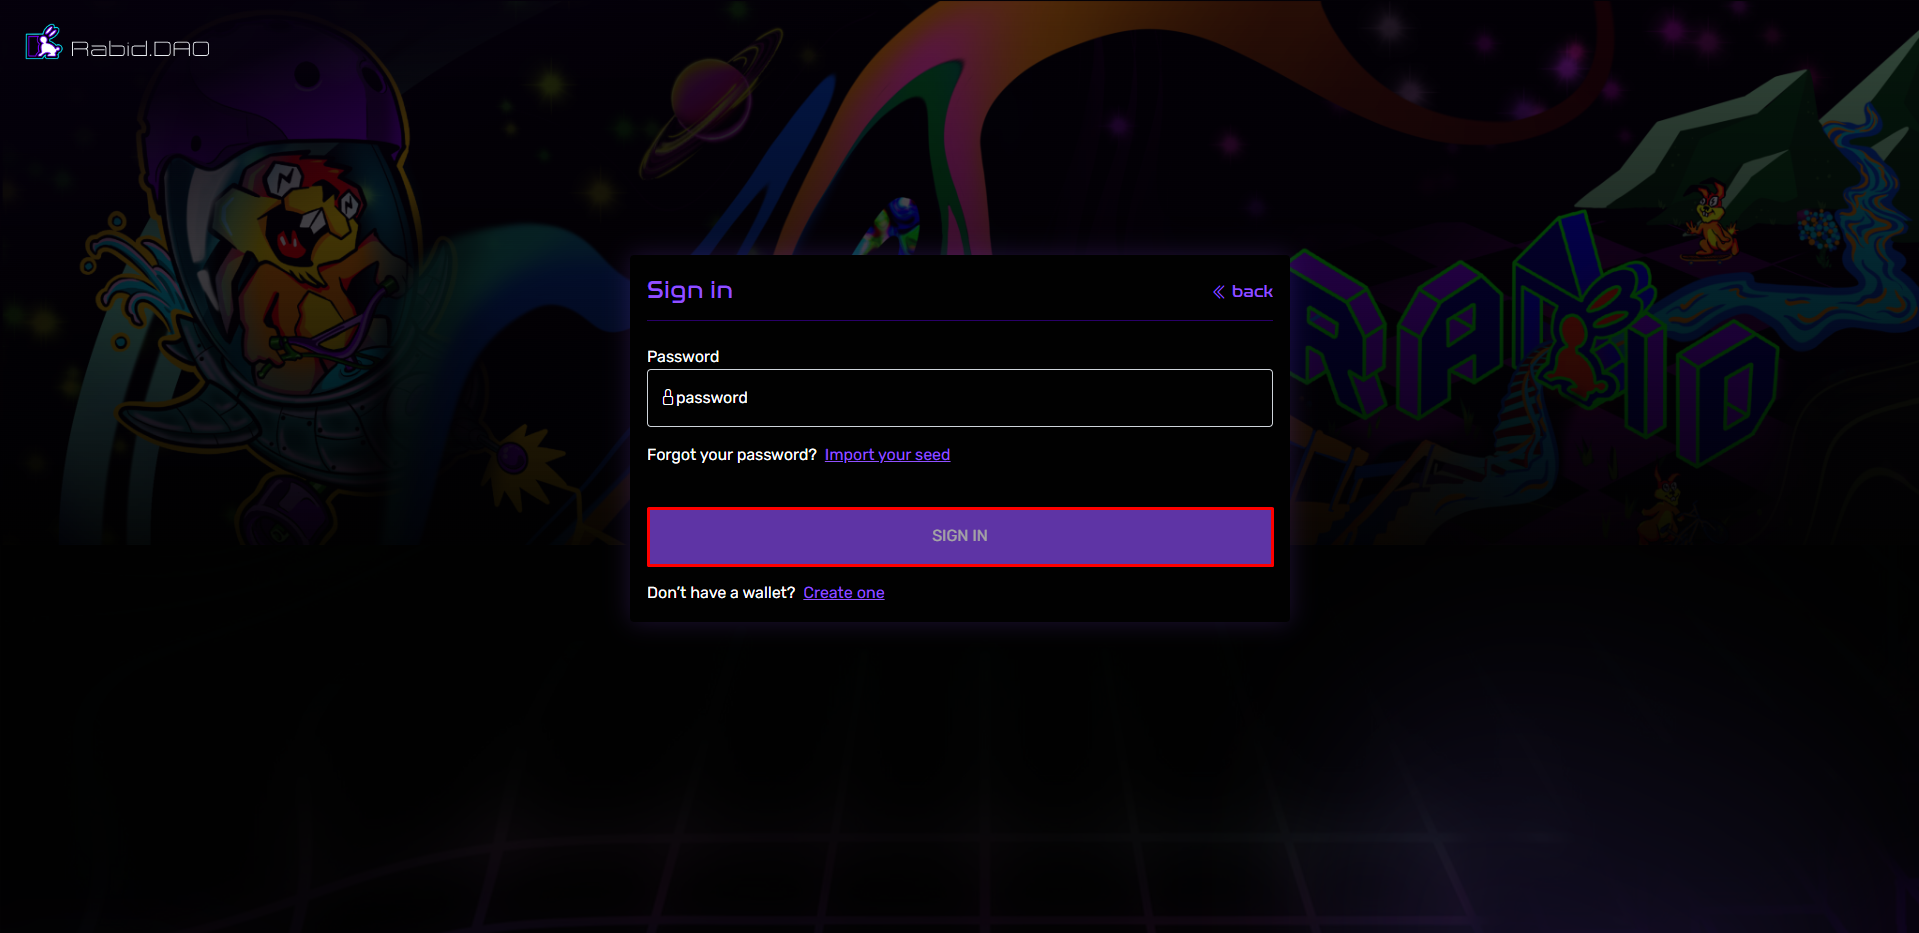 Rabid.DAO
Sign in
back
Password
password
Forgot your password? Import your seed
SIGN IN
Don't have a wallet? Create one
RABID